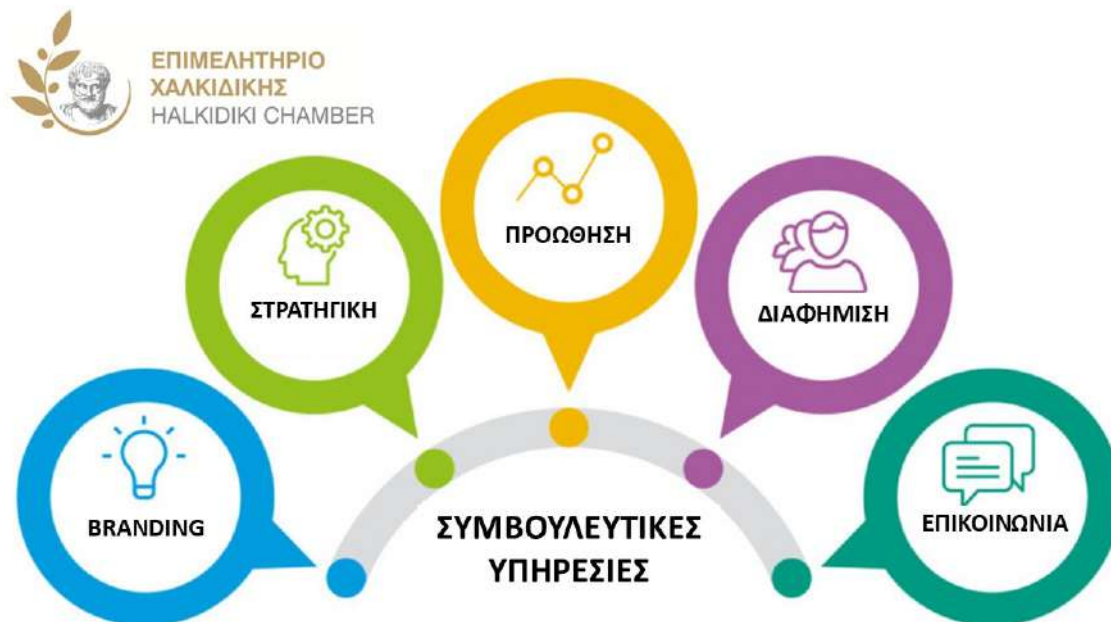 ΕΠΙΜΕΛΗΤΗΡΙΟ
ΧΑΛΚΙΔΙΚΗΣ
HALKIDIKI CHAMBER
BRANDING
ΣΤΡΑΤΗΓΙΚΗ
ΠΡΟΩΘΗΣΗ
ΔΙΑΦΗΜΙΣΗ
ΕΠΙΚΟΙΝΩΝΙΑ
ΣΥΜΒΟΥΛΕΥΤΙΚΕΣ
ΥΠΗΡΕΣΙΕΣ